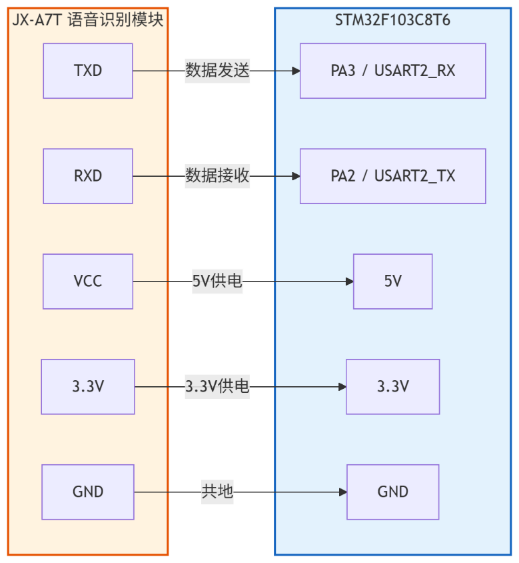 JX-A7T 语音识别模块
STM32F103C8T6
TXD
数据发送
PA3 / USART2_RX
RXD
数据接收
PA2 / USART2_TX
VCC
5V供电
5V
3.3V
3.3V供电
3.3V
GND
共地
GND